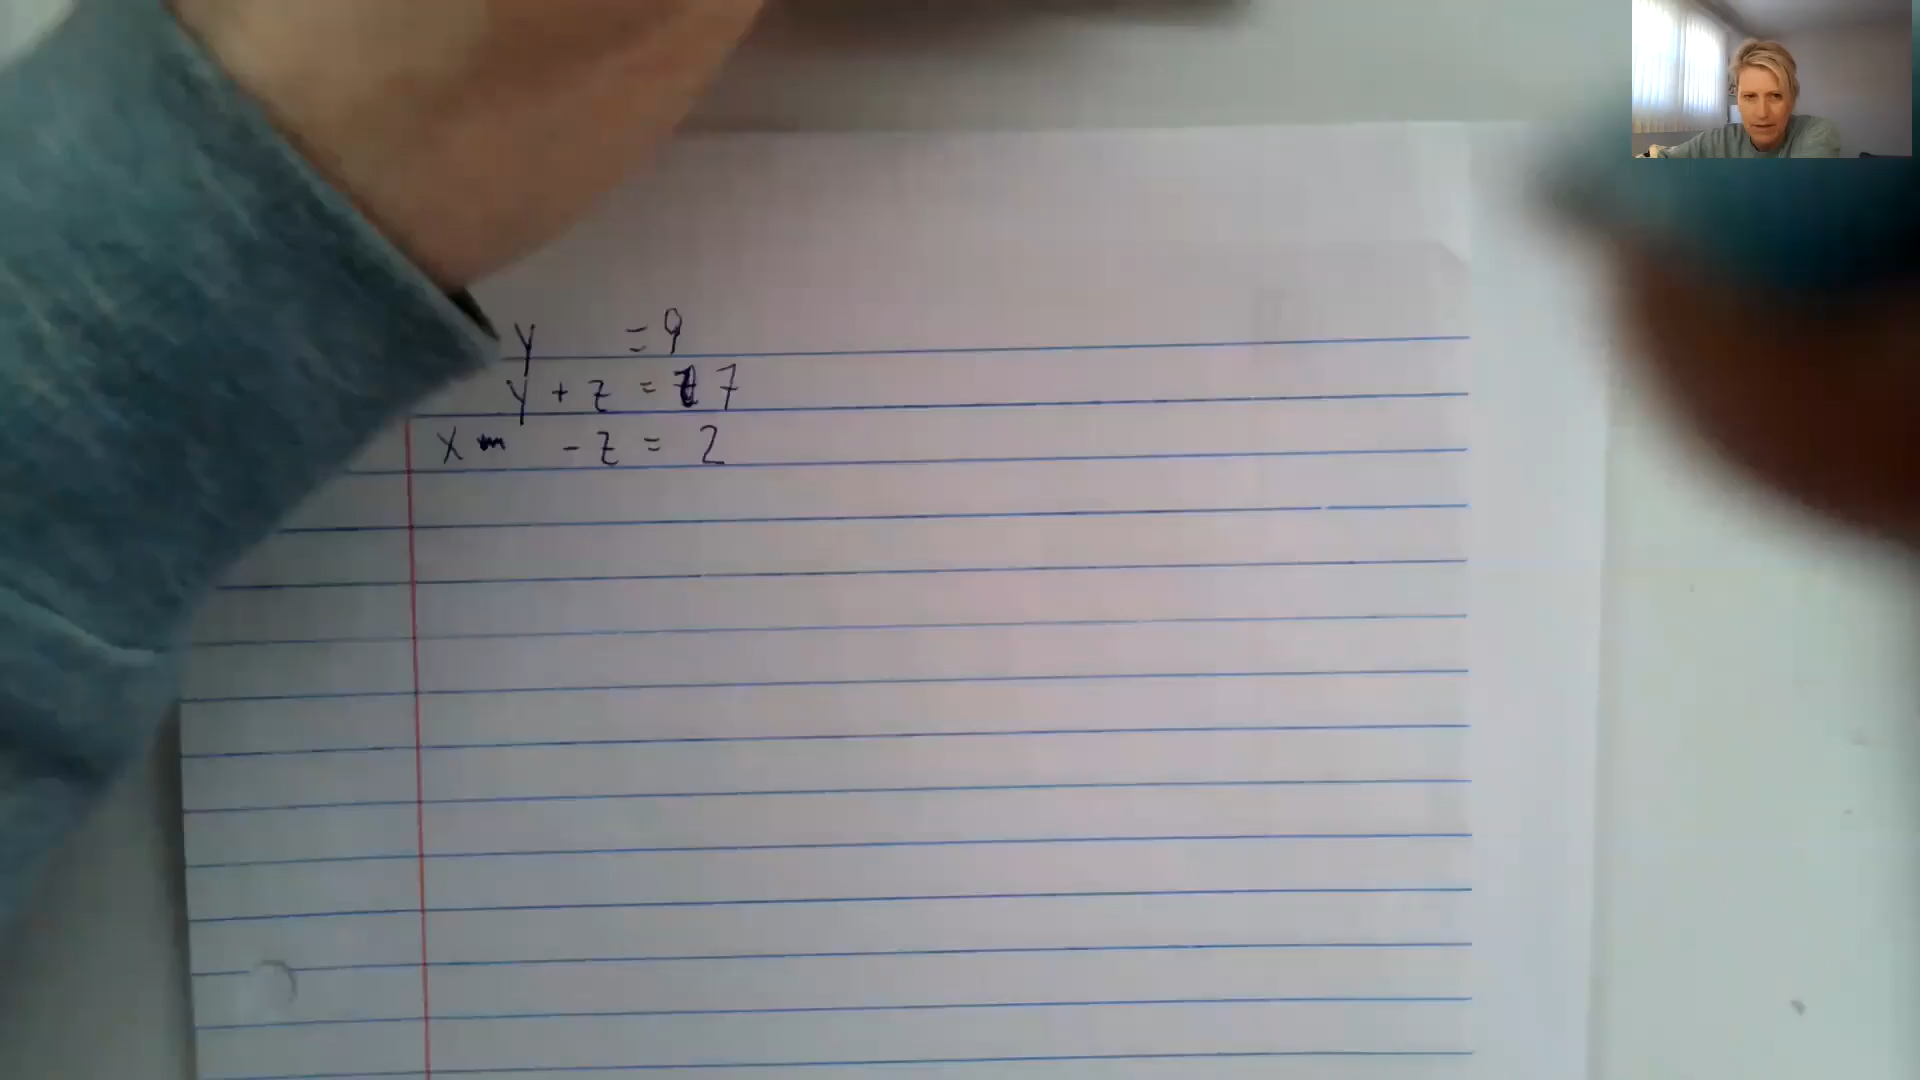 y = 9
y + z = 7
x - z = 2